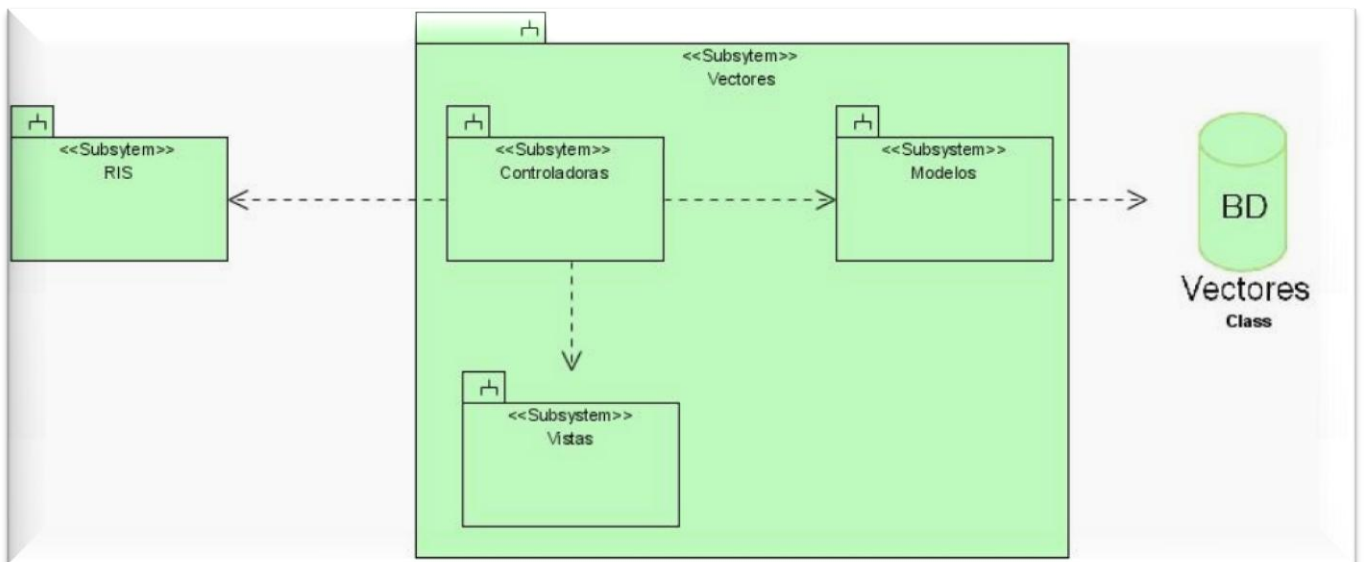 <<Subsytem>>
Vectores
<<Subsytem>>
RIS
<<Subsytem>>
Controladoras
<<Subsystem>>
Modelos
BD
Vectores
Class
<<Subsystem>>
Vistas